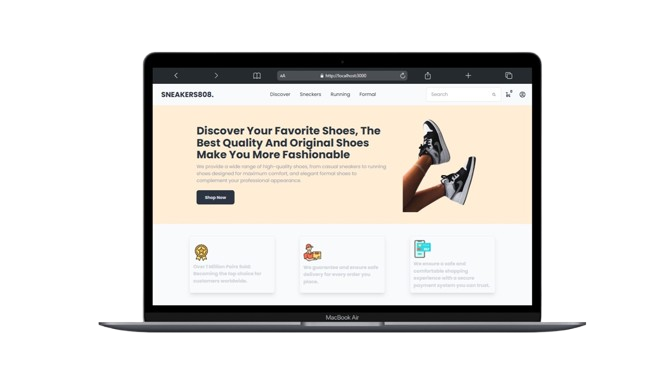 AA
http://localhost:3000
SNEAKERS808.
Discover Sneckers Running Formal
Search
Discover Your Favorite Shoes, The
Best Quality And Original Shoes
Make You More Fashionable
We provide a wide range of high-quality shoes, from casual sneakers to running
shoes designed for maximum comfort, and elegant formal shoes to
complement your professional appearance.
Shop Now
Over 1 Million Pairs Sold:
Becoming the top choice for
customers worldwide.
We guarantee and ensure safe
delivery for every order you
place.
We ensure a safe and
comfortable shopping
experience with a secure
payment system you can trust.
MacBook Air